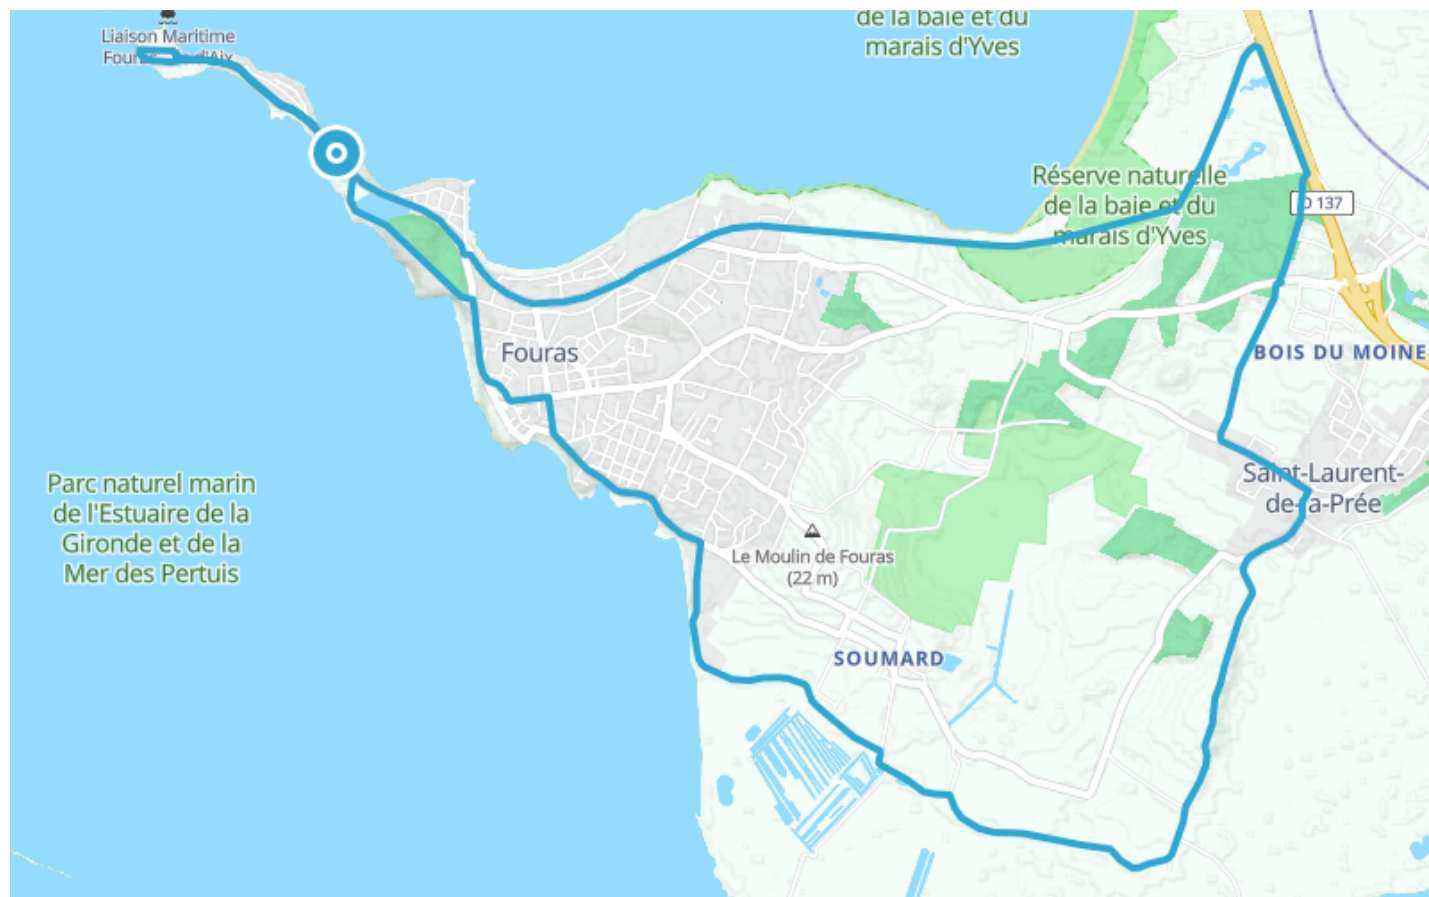 de la baie et du
marais d'Yves
Liaison Maritime
Fouras d'Aix
Réserve naturelle
de la baie et du
marais d'Yves
D 137
Fouras
BOIS DU MOINE
Parc naturel marin
de l'Estuaire de la
Gironde et de la
Mer des Pertuis
Saint-Laurent-
de-la-Prée
Le Moulin de Fouras
(22 m)
SOUMARD